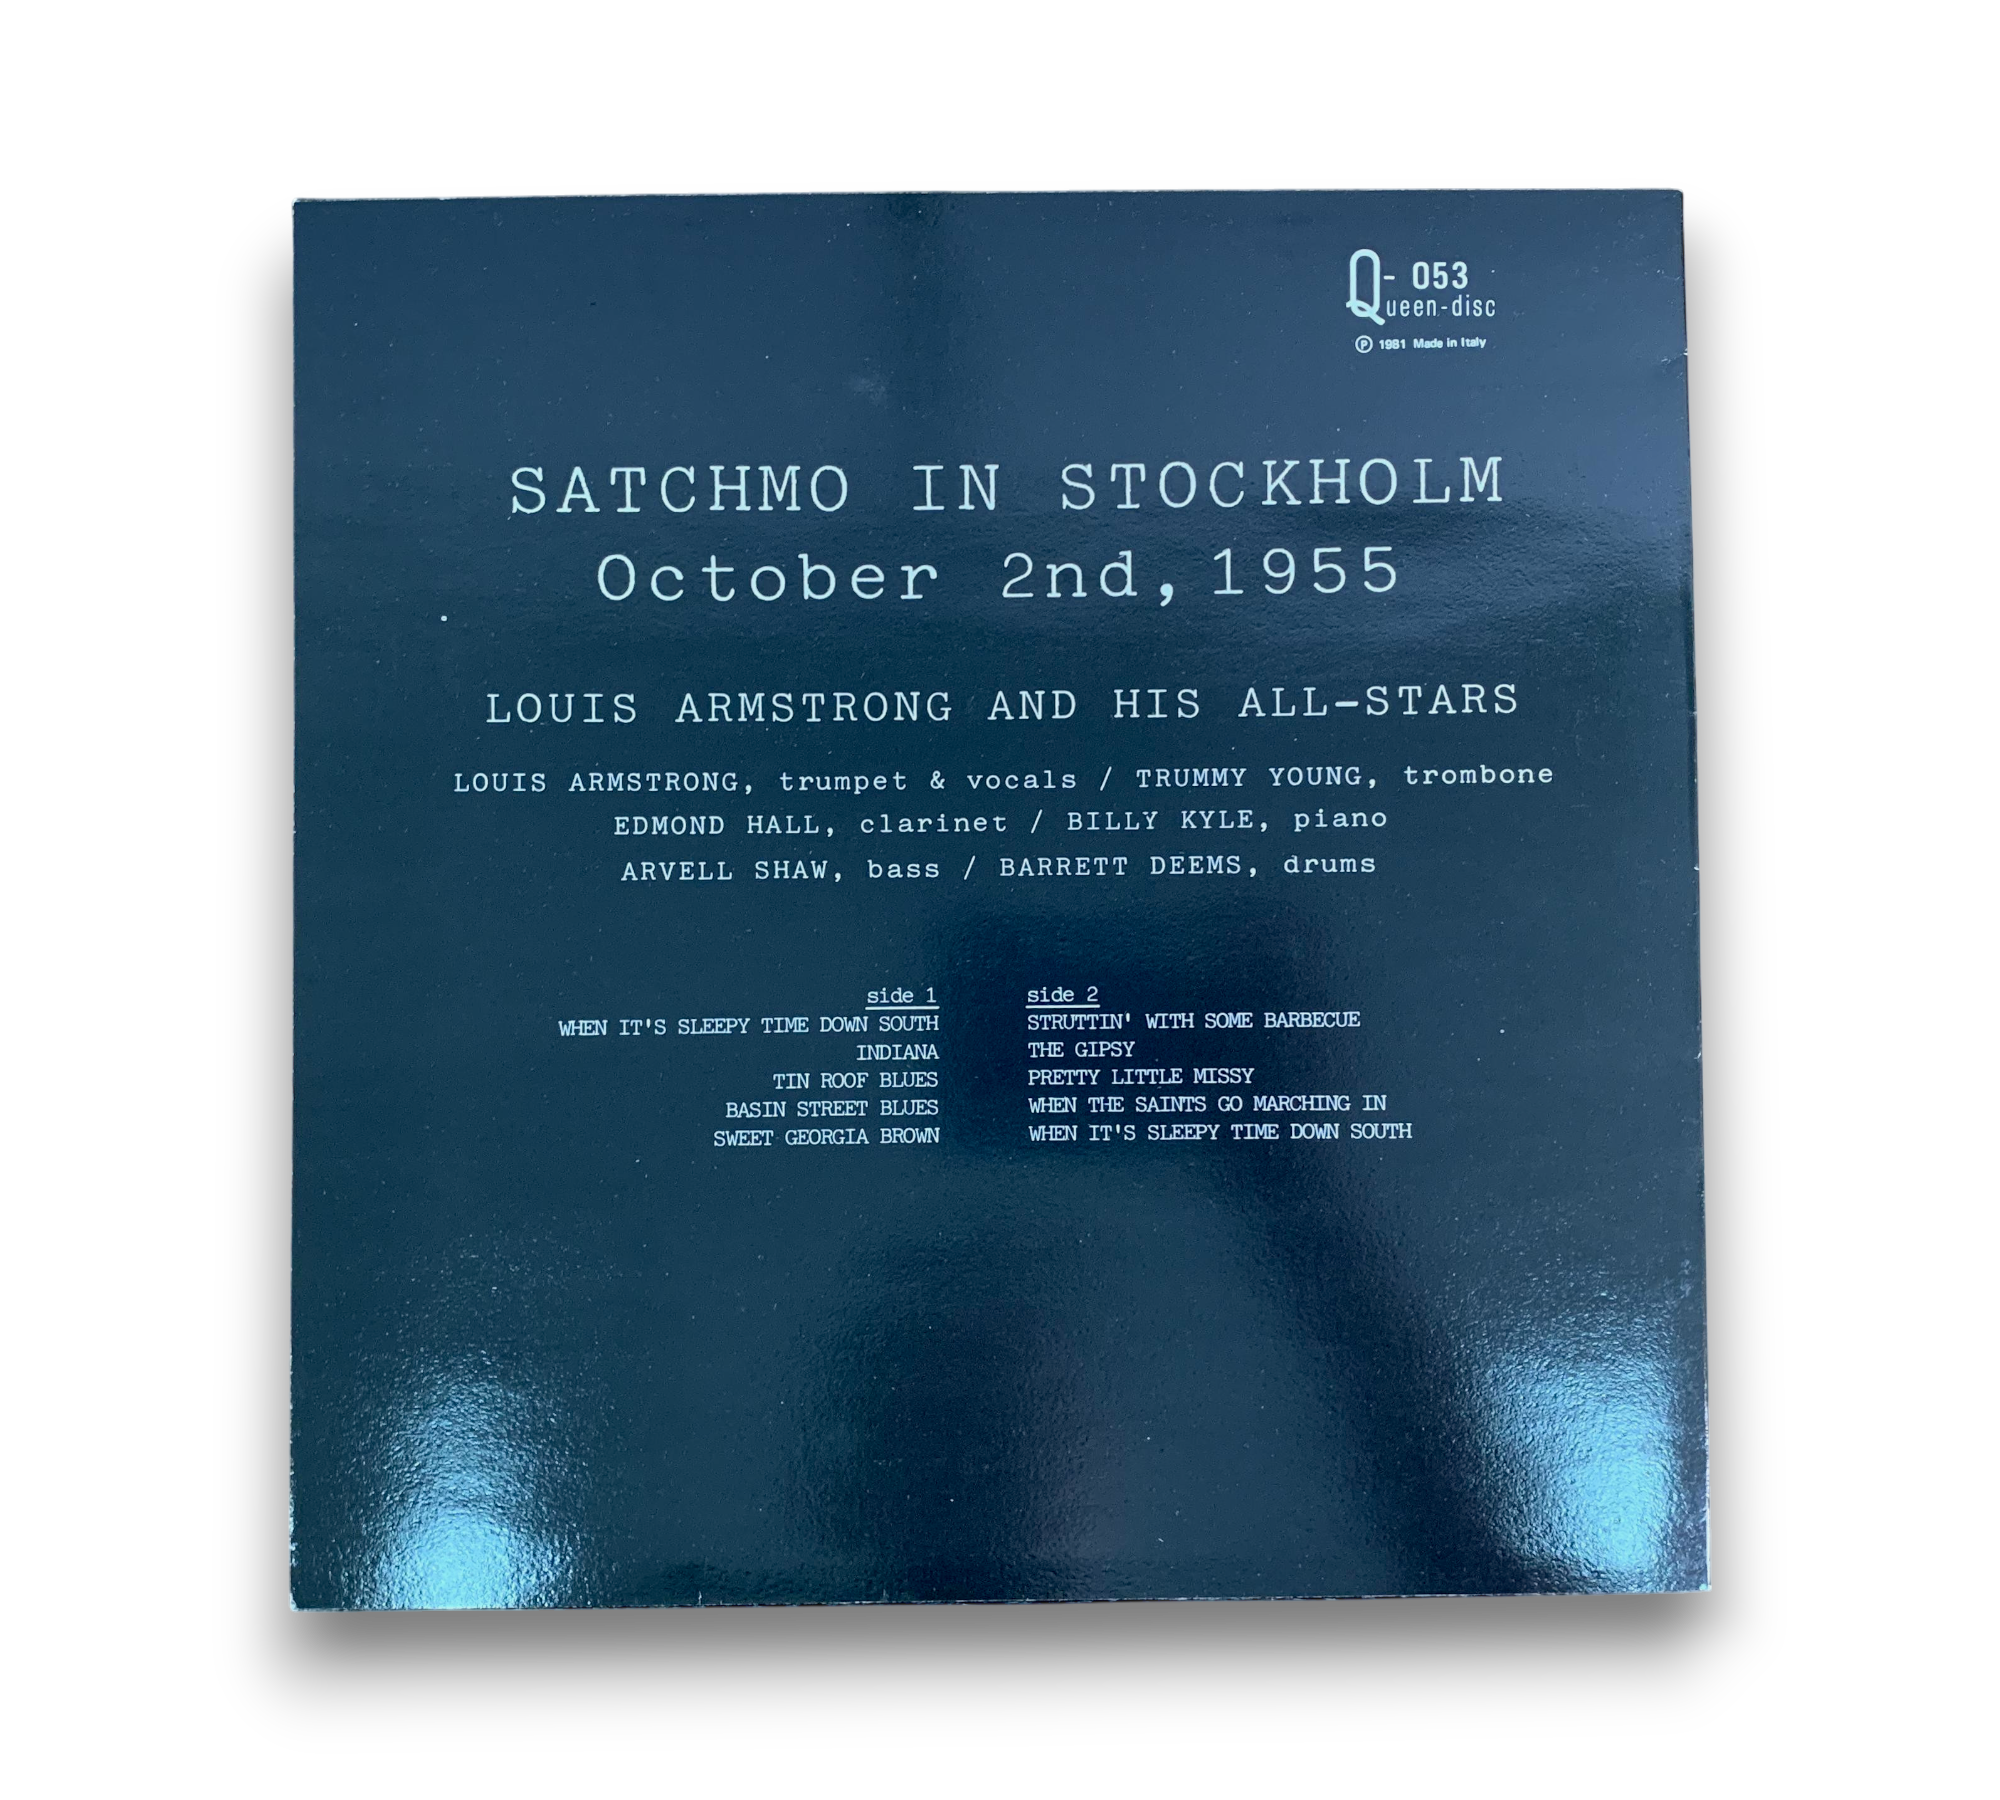 Q- 053
Queen-disc
Ⓟ 1981 Made in Italy
SATCHMO IN STOCKHOLM
October 2nd, 1955
LOUIS ARMSTRONG AND HIS ALL-STARS
LOUIS ARMSTRONG, trumpet & vocals / TRUMMY YOUNG, trombone
EDMOND HALL, clarinet / BILLY KYLE, piano
ARVELL SHAW, bass / BARRETT DEEMS, drums
side 1
WHEN IT'S SLEEPY TIME DOWN SOUTH
INDIANA
TIN ROOF BLUES
BASIN STREET BLUES
SWEET GEORGIA BROWN
side 2
STRUTTIN' WITH SOME BARBECUE
THE GIPSY
PRETTY LITTLE MISSY
WHEN THE SAINTS GO MARCHING IN
WHEN IT'S SLEEPY TIME DOWN SOUTH